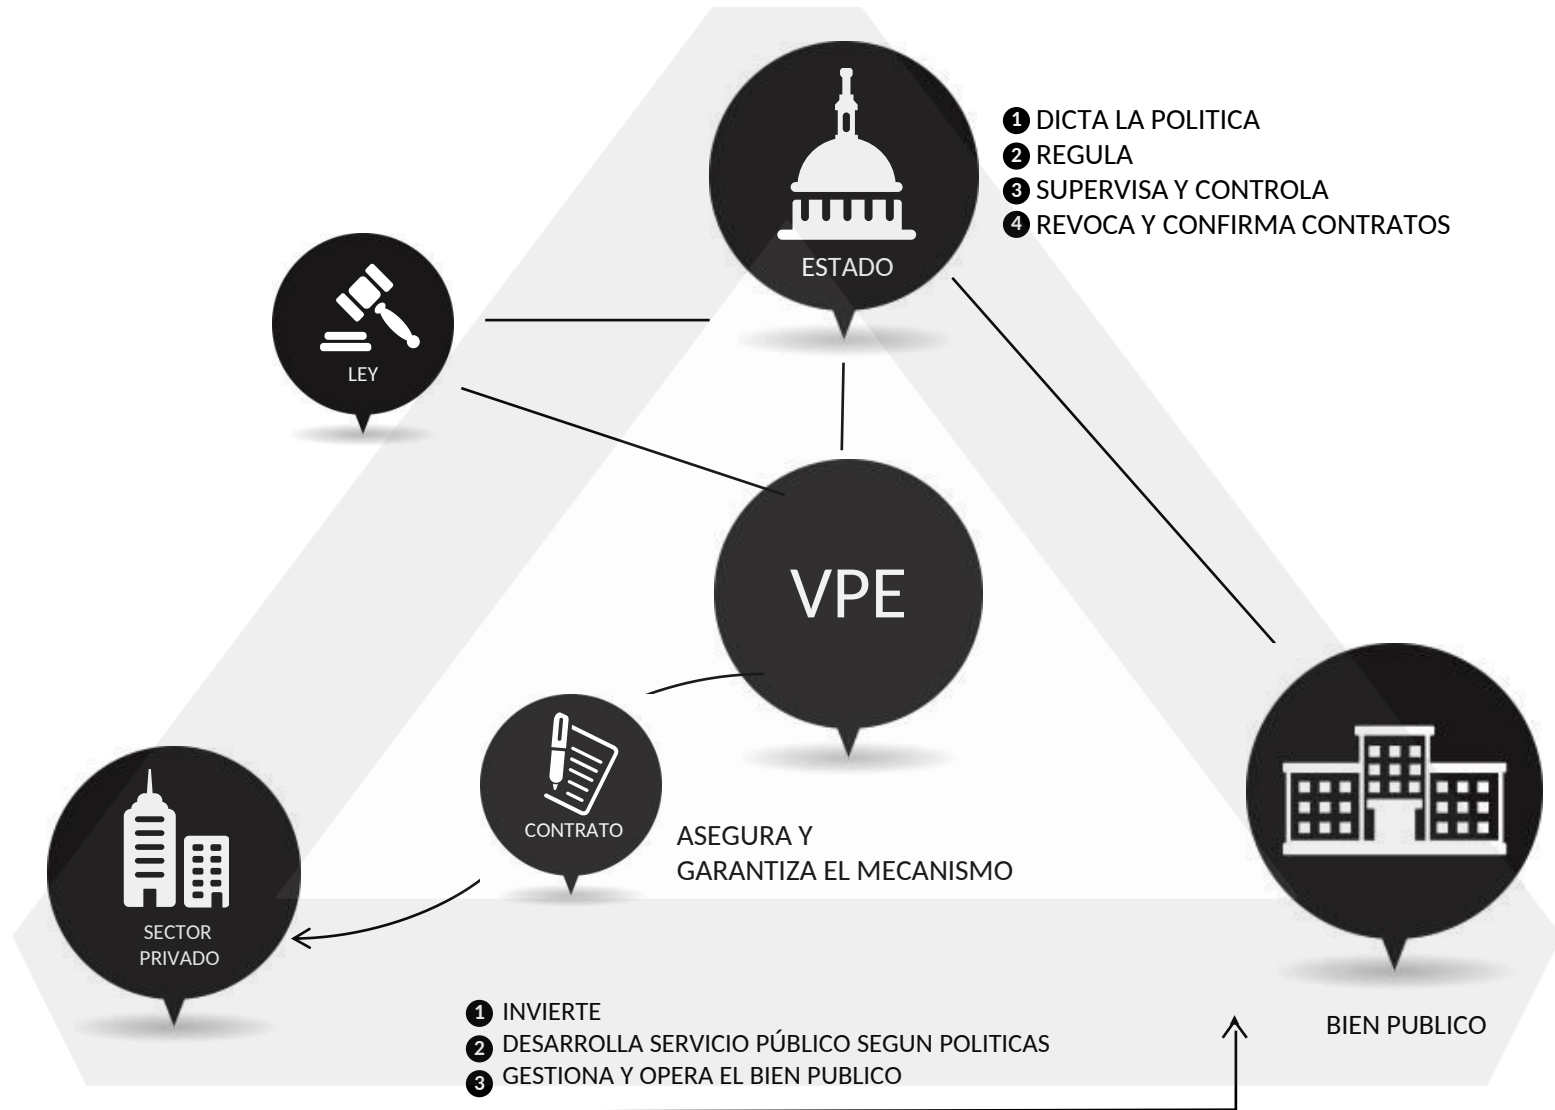 1 DICTA LA POLITICA
2 REGULA
3 SUPERVISA Y CONTROLA
4 REVOCA Y CONFIRMA CONTRATOS
ESTADO
LEY
VPE
CONTRATO
ASEGURA Y
GARANTIZA EL MECANISMO
SECTOR
PRIVADO
1 INVIERTE
2 DESARROLLA SERVICIO PÚBLICO SEGUN POLITICAS
3 GESTIONA Y OPERA EL BIEN PUBLICO
BIEN PUBLICO